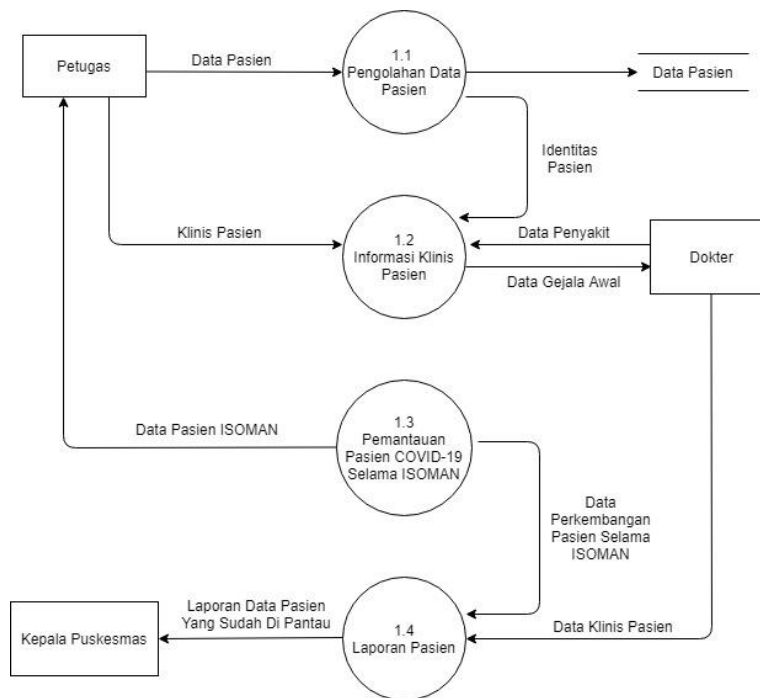 Petugas
Data Pasien
1.1
Pengolahan Data
Pasien
Data Pasien
Identitas
Pasien
Klinis Pasien
1.2
Informasi Klinis
Pasien
Data Penyakit
Data Gejala Awal
Dokter
Data Pasien ISOMAN
1.3
Pemantauan
Pasien COVID-19
Selama ISOMAN
Data
Perkembangan
Pasien Selama
ISOMAN
Kepala Puskesmas
Laporan Data Pasien
Yang Sudah Di Pantau
1.4
Laporan Pasien
Data Klinis Pasien